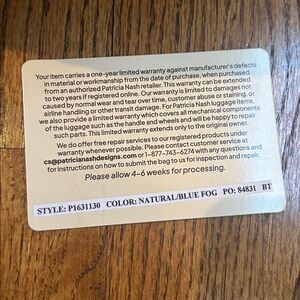 Your item carries a one-year limited warranty against manufacturer's defects
in material or workmanship from the date of purchase, when purchased
from an authorized Patricia Nash retailer. This warranty can be extended
to two years if registered online. Our warranty is limited to damages not
caused by normal wear and tear over time, customer abuse or staining, or
airline handling or other transit damage. For Patricia Nash luggage items,
we also provide a limited warranty which covers all mechanical components
of the luggage such as the handle and wheels and will be happy to repair
such parts. This limited warranty extends only to the original owner.
We do offer free repair services to our registered products under
warranty whenever possible. Please contact customer service at
cs@patricianashdesigns.com or 1-877-743-6274 with any questions and
for instructions on how to submit the bag to us for inspection and repair.
Please allow 4-6 weeks for processing.
STYLE: P1631130 COLOR: NATURAL/BLUE FOG PO: 84831 BT